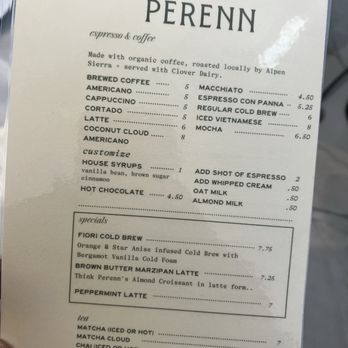 PERENN
espresso & coffee
Made with organic coffee, roasted locally by Alpen
Sierra + served with Clover Dairy.
BREWED COFFEE 5
AMERICANO 5
CAPPUCCINO 5
CORTADO 5
LATTE 6
COCONUT CLOUD 8
AMERICANO
MACCHIATO 4.50
ESPRESSO CON PANNA 5.25
REGULAR COLD BREW 6
ICED VIETNAMESE 8
MOCHA 6.50
customize
HOUSE SYRUPS 1
vanilla bean, brown sugar
cinnamon
HOT CHOCOLATE 4.50
ADD SHOT OF ESPRESSO 2
ADD WHIPPED CREAM .50
OAT MILK .50
ALMOND MILK .50
specials
FIORI COLD BREW 7.75
Orange & Star Anise infused Cold Brew with
Bergamot Vanilla Cold Foam
BROWN BUTTER MARZIPAN LATTE 7.25
Think Perenn's Almond Croissant in latte form..
PEPPERMINT LATTE 7
tea
MATCHA (ICED OR HOT) 7
MATCHA CLOUD 7